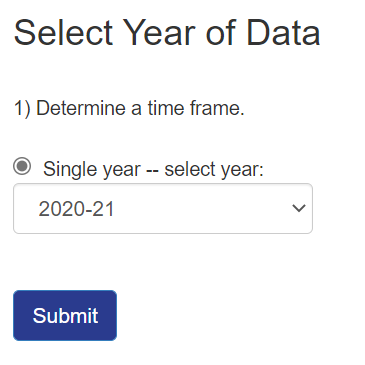 Select Year of Data
1) Determine a time frame.
Single year -- select year:
2020-21
Submit